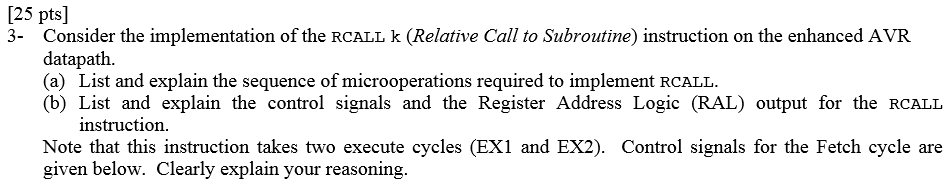 [25 pts]
3- Consider the implementation of the RCALL k (Relative Call to Subroutine) instruction on the enhanced AVR
datapath.
(a) List and explain the sequence of microoperations required to implement RCALL.
(b) List and explain the control signals and the Register Address Logic (RAL) output for the RCALL
instruction.
Note that this instruction takes two execute cycles (EX1 and EX2). Control signals for the Fetch cycle are
given below. Clearly explain your reasoning.